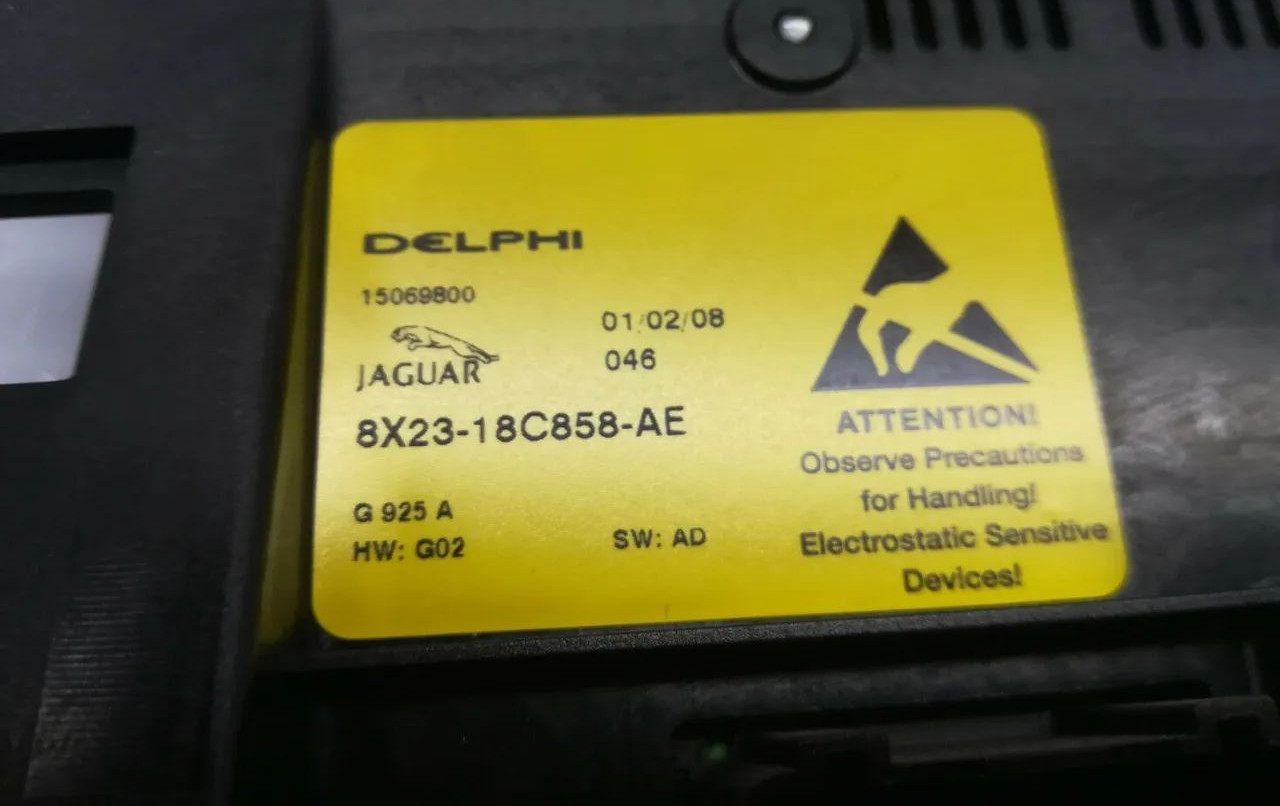 DELPHI
15069800
01/02/08
JAGUAR
046
8X23-18C858-AE
G 925 A
HW: G02
SW: AD
ATTENTION!
Observe Precautions
for Handling!
Electrostatic Sensitive
Devices!